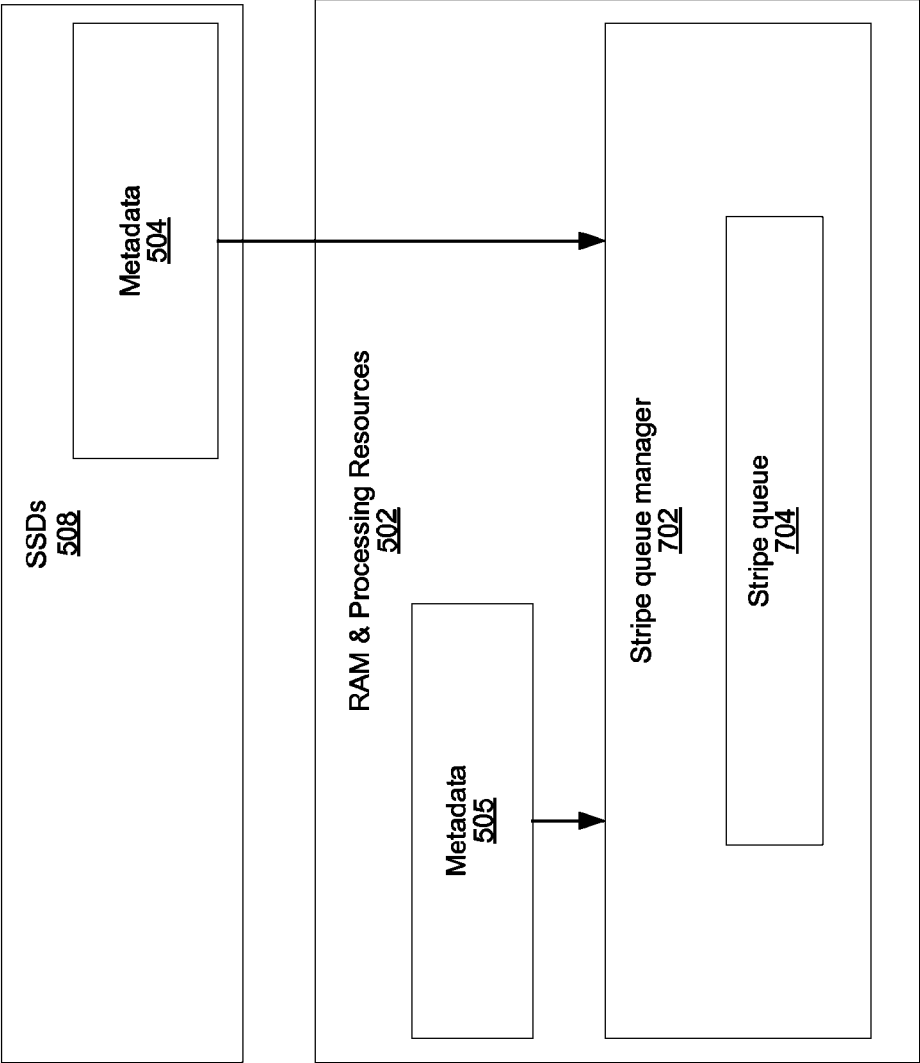 SSDs
508
Metadata
504
RAM & Processing Resources
502
Metadata
505
Stripe queue manager
702
Stripe queue
704